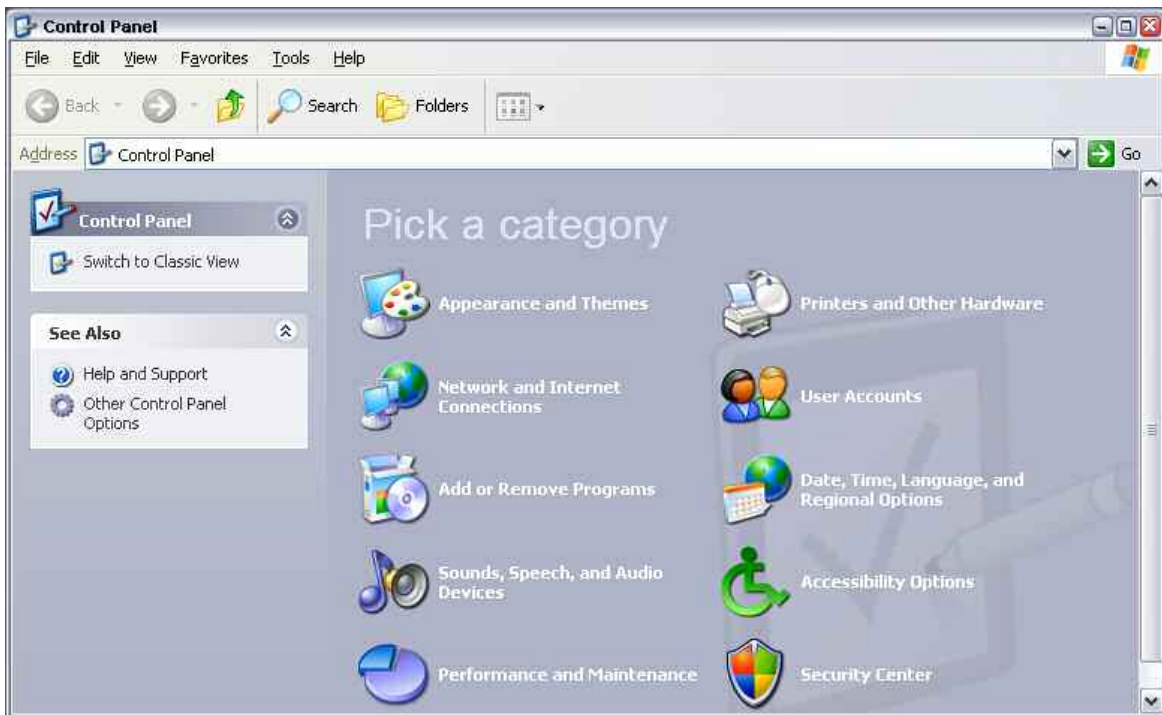 Control Panel
File Edit View Favorites Tools Help
Back Search Folders
Address Control Panel Go
Control Panel
Switch to Classic View
See Also
Help and Support
Other Control Panel
Options
Pick a category
Appearance and Themes
Printers and Other Hardware
Network and Internet
Connections
User Accounts
Add or Remove Programs
Date, Time, Language, and
Regional Options
Sounds, Speech, and Audio
Devices
Accessibility Options
Performance and Maintenance
Security Center